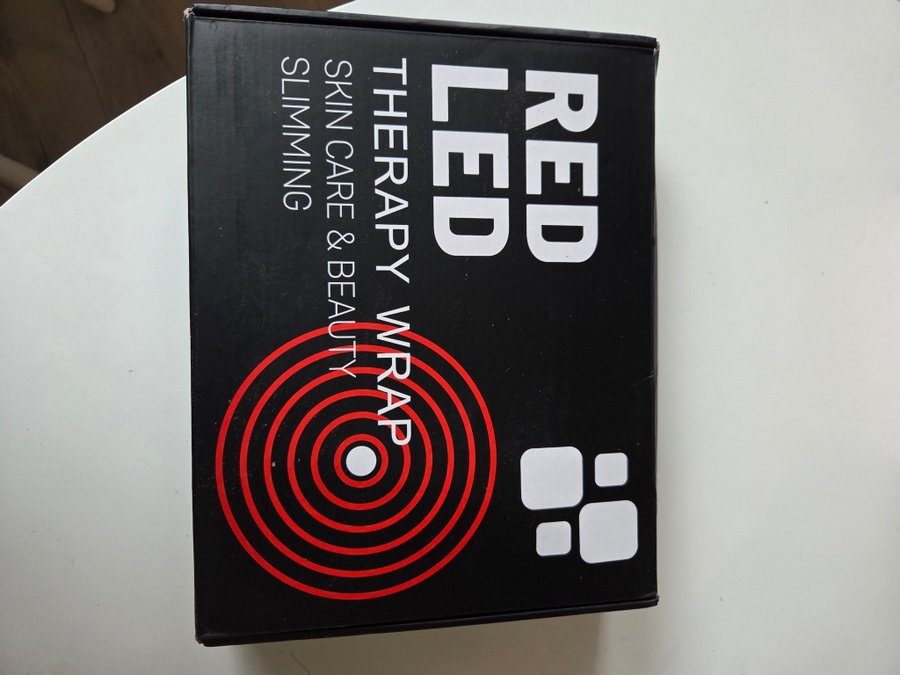 RED
LED
THERAPY WRAP
SKIN CARE & BEAUTY
SLIMMING